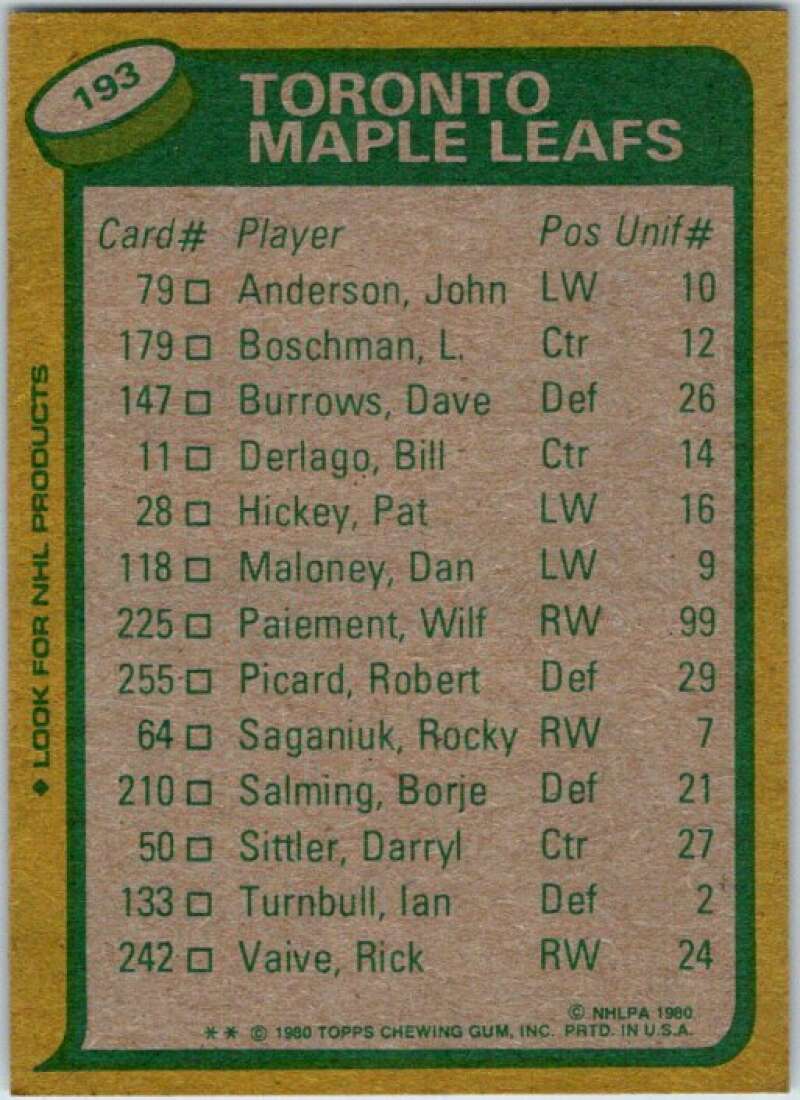 193
TORONTO
MAPLE LEAFS
Card# Player Pos Unif#
79 □ Anderson, John LW 10
179 □ Boschman, L. Ctr 12
147 □ Burrows, Dave Def 26
11 □ Derlago, Bill Ctr 14
28 □ Hickey, Pat LW 16
118 □ Maloney, Dan LW 9
225 □ Paiement, Wilf RW 99
255 □ Picard, Robert Def 29
64 □ Saganiuk, Rocky RW 7
210 □ Salming, Borje Def 21
50 □ Sittler, Darryl Ctr 27
133 □ Turnbull, Ian Def 2
242 □ Vaive, Rick RW 24
© NHLPA 1980
** © 1980 TOPPS CHEWING GUM, INC. PRTD. IN U.S.A.
◆ LOOK FOR NHL PRODUCTS